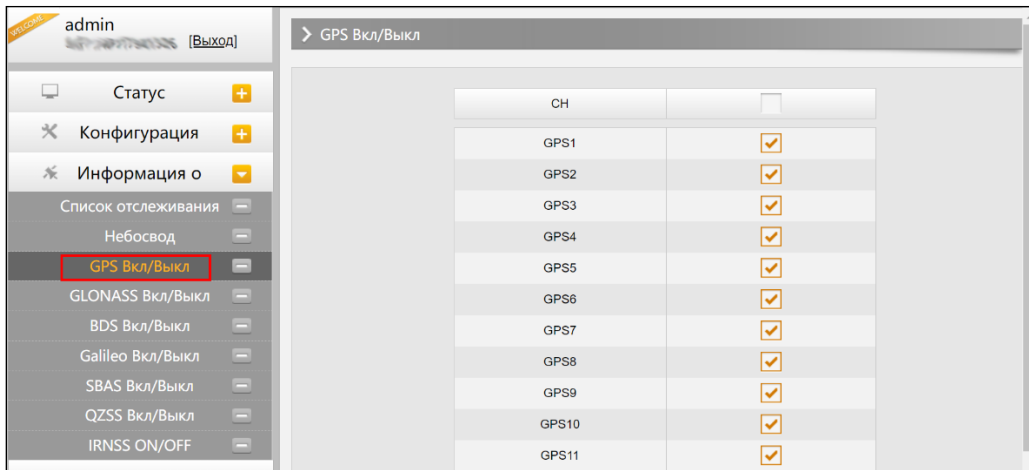 WELCOME
admin
[Выход]
Статус
Конфигурация
Информация о
Список отслеживания
Небосвод
GPS Вкл/Выкл
GLONASS Вкл/Выкл
BDS Вкл/Выкл
Galileo Вкл/Выкл
SBAS Вкл/Выкл
QZSS Вкл/Выкл
IRNSS ON/OFF
GPS Вкл/Выкл
CH
GPS1
GPS2
GPS3
GPS4
GPS5
GPS6
GPS7
GPS8
GPS9
GPS10
GPS11